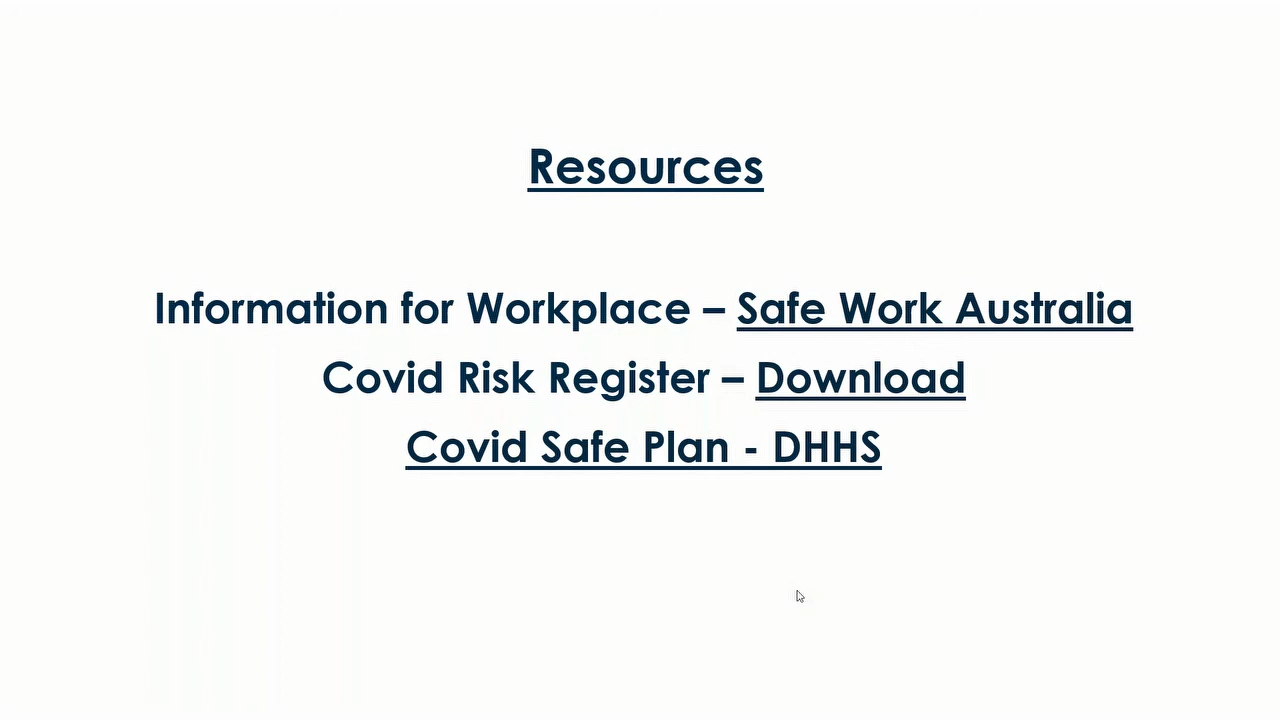 Resources
Information for Workplace – Safe Work Australia
Covid Risk Register – Download
Covid Safe Plan - DHHS